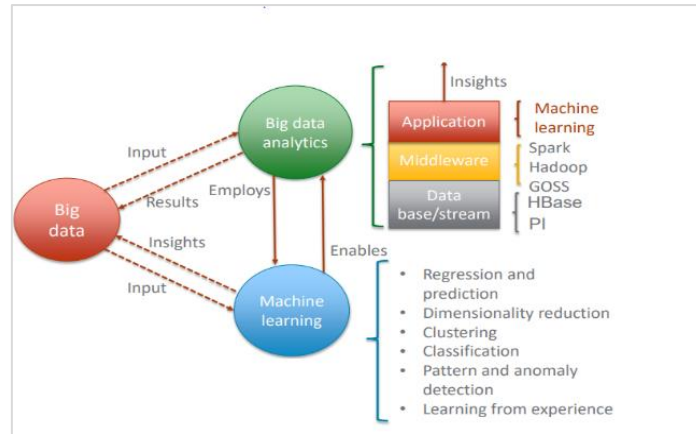 Insights
Big data
analytics
Application
Machine
learning
Middleware
Spark
Hadoop
GOSS
Data
base/stream
HBase
PI
Input
Results
Employs
Enables
Big
data
Insights
Input
Machine
learning
• Regression and
prediction
• Dimensionality reduction
• Clustering
• Classification
• Pattern and anomaly
detection
• Learning from experience